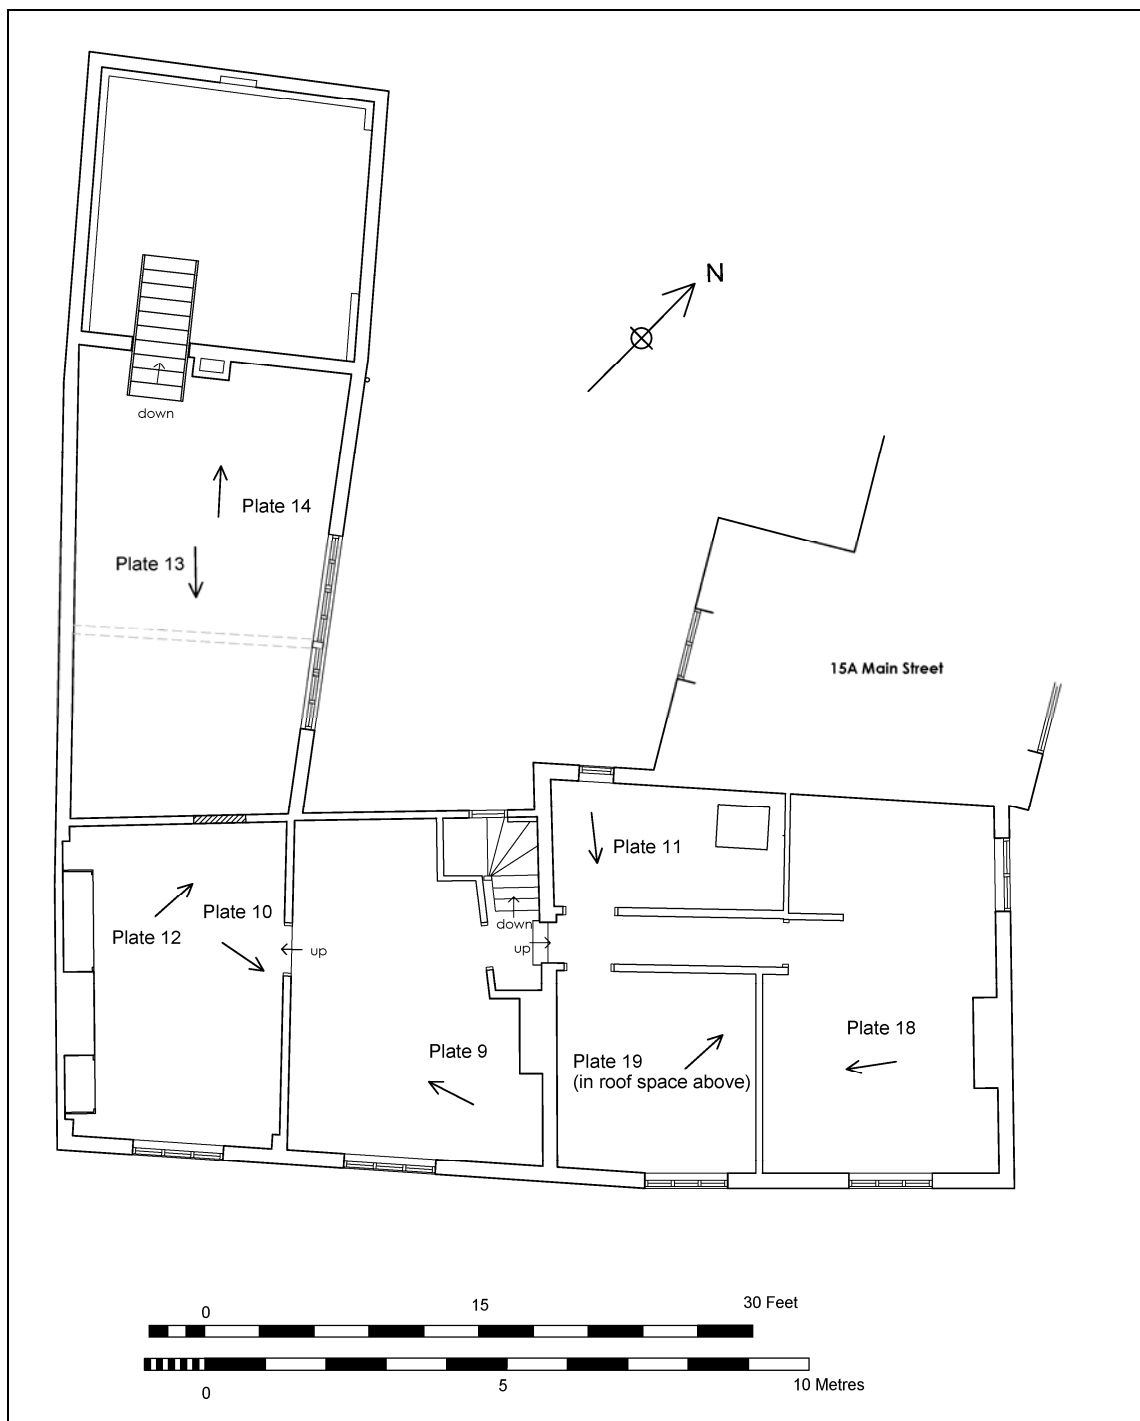 N
down
Plate 14
Plate 13
15A Main Street
Plate 11
Plate 10
Plate 12
down
up
up
Plate 18
Plate 9
Plate 19
(in roof space above)
0
15
30 Feet
0
5
10 Metres